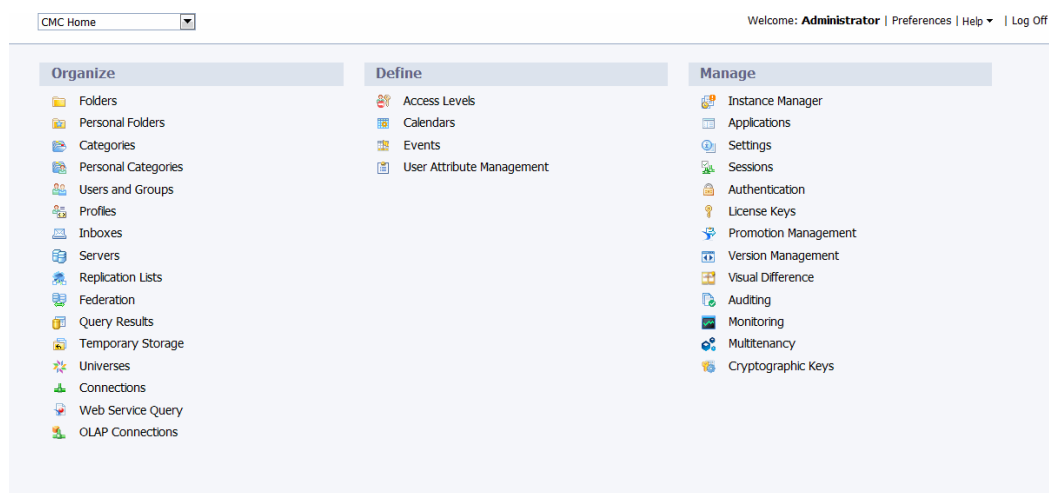 CMC Home
Welcome: Administrator | Preferences | Help | Log Off
Organize
Folders
Personal Folders
Categories
Personal Categories
Users and Groups
Profiles
Inboxes
Servers
Replication Lists
Federation
Query Results
Temporary Storage
Universes
Connections
Web Service Query
OLAP Connections
Define
Access Levels
Calendars
Events
User Attribute Management
Manage
Instance Manager
Applications
Settings
Sessions
Authentication
License Keys
Promotion Management
Version Management
Visual Difference
Auditing
Monitoring
Multitenancy
Cryptographic Keys